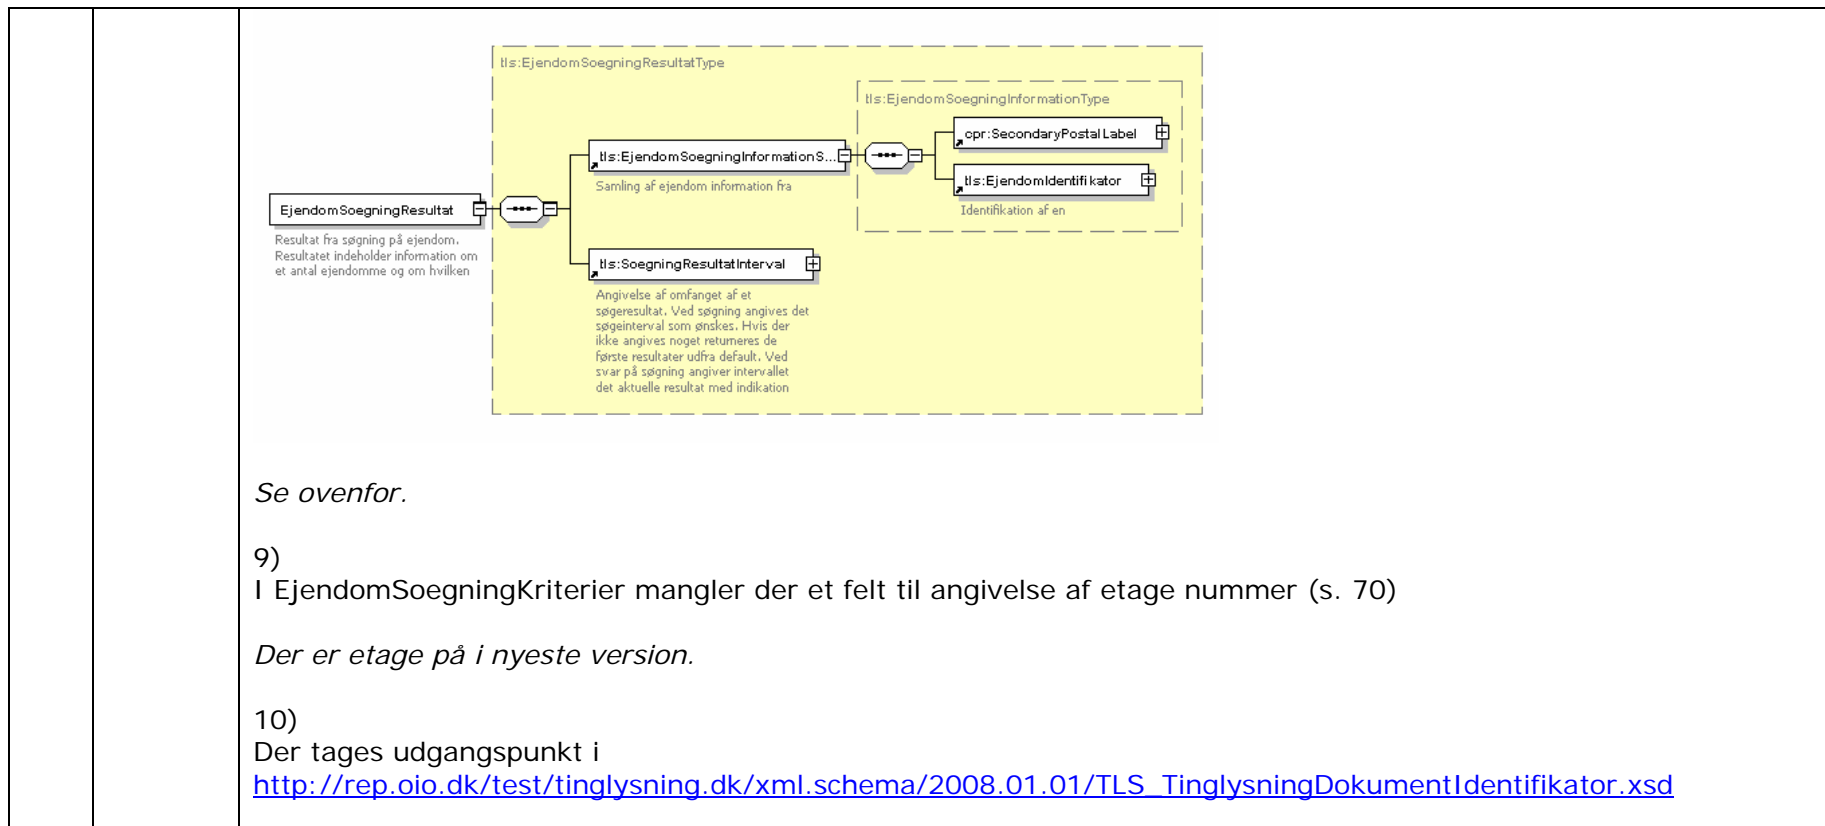 tls:EjendomSoegningResultatType
tls:EjendomSoegningInformationType
cpr:SecondaryPostalLabel
tls:EjendomSoegningInformationS...
Samling af ejendom information fra
tls:EjendomIdentifikator
Identifikation af en
EjendomSoegningResultat
Resultat fra søgning på ejendom.
Resultatet indeholder information om
et antal ejendomme og om hvilken
tls:SoegningResultatInterval
Angivelse af omfanget af et
søgeresultat. Ved søgning angives det
søgeinterval som ønskes. Hvis der
ikke angives noget returneres de
første resultater udfra default. Ved
svar på søgning angiver intervallet
det aktuelle resultat med indikation
Se ovenfor.
9)
I EjendomSoegningKriterier mangler der et felt til angivelse af etage nummer (s. 70)
Der er etage på i nyeste version.
10)
Der tages udgangspunkt i
http://rep.oio.dk/test/tinglysning.dk/xml.schema/2008.01.01/TLS_TinglysningDokumentIdentifikator.xsd